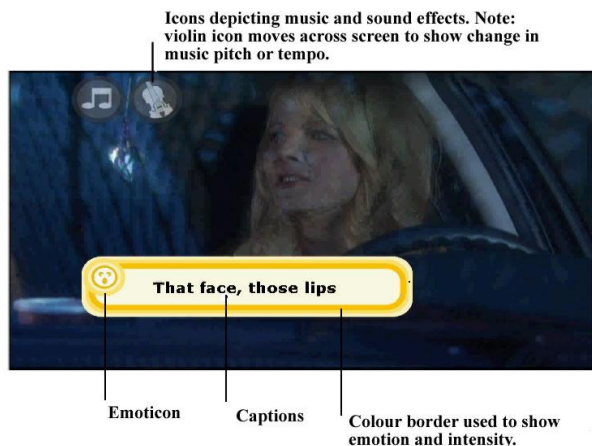 Icons depicting music and sound effects. Note:
violin icon moves across screen to show change in
music pitch or tempo.
That face, those lips
Emoticon
Captions
Colour border used to show
emotion and intensity.